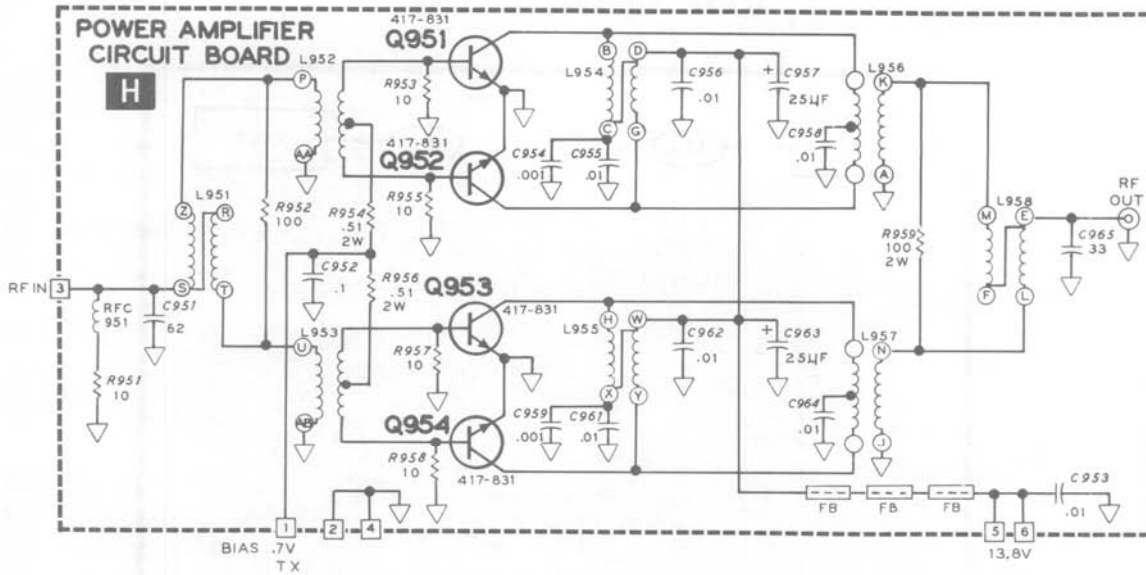 POWER AMPLIFIER
CIRCUIT BOARD
H
417-831
Q951
L952
P
AA
R953
10
417-831
Q952
R955
10
B
D
L954
C
G
C956
.01
+
C957
25µF
C954
.001
C955
.01
C958
.01
L956
K
A
L951
Z
R
S
T
R952
100
R954
.51
2W
C952
.1
R956
.51
2W
RF IN
3
RFC
951
C951
62
R951
10
L953
U
AB
Q953
417-831
R957
10
Q954
417-831
R958
10
L955
H
W
X
Y
C962
.01
+
C963
25µF
C959
.001
C961
.01
C964
.01
L957
N
J
R959
100
2W
M
F
L958
E
L
C965
33
RF
OUT
FB
FB
FB
C953
.01
1
2
4
5
6
BIAS .7V
TX
13.8V